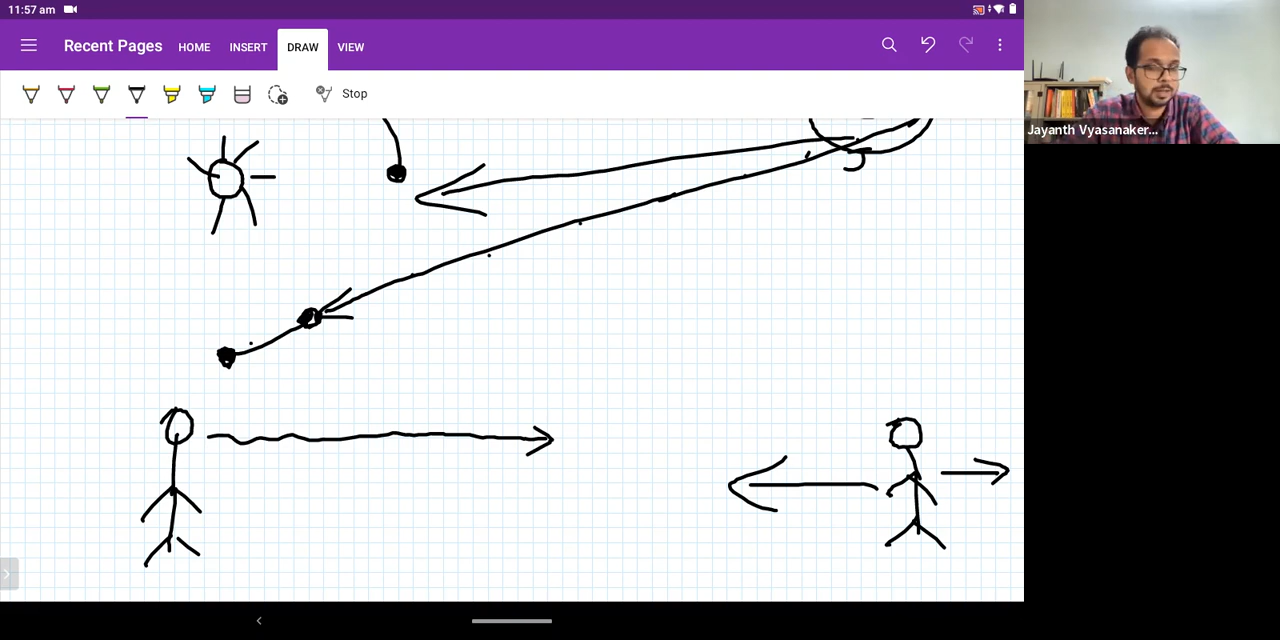 11:57 am
Recent Pages HOME INSERT DRAW VIEW
Stop
Jayanth Vyasanaker...